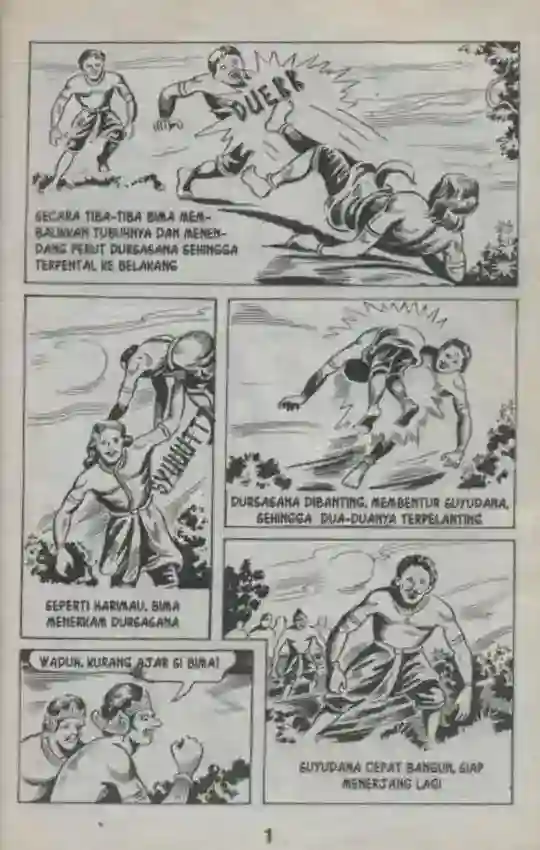 DUERR
SECARA TIBA-TIBA BIMA MEM-
BALIKKAN TUBUHNYA DAN MENEN-
DANG PERUT DURSASANA SEHINGGA
TERPENTAL KE BELAKANG
SYUUUTT
SEPERTI HARIMAU, BIMA
MENERKAM DURSASANA
DURSASANA DIBANTING, MEMBENTUR SUYUDANA,
SEHINGGA DUA-DUANYA TERPELANTING
WADUH, KURANG AJAR SI BIMA!
SUYUDANA CEPAT BANGUN, SIAP
MENERJANG LAGI
1